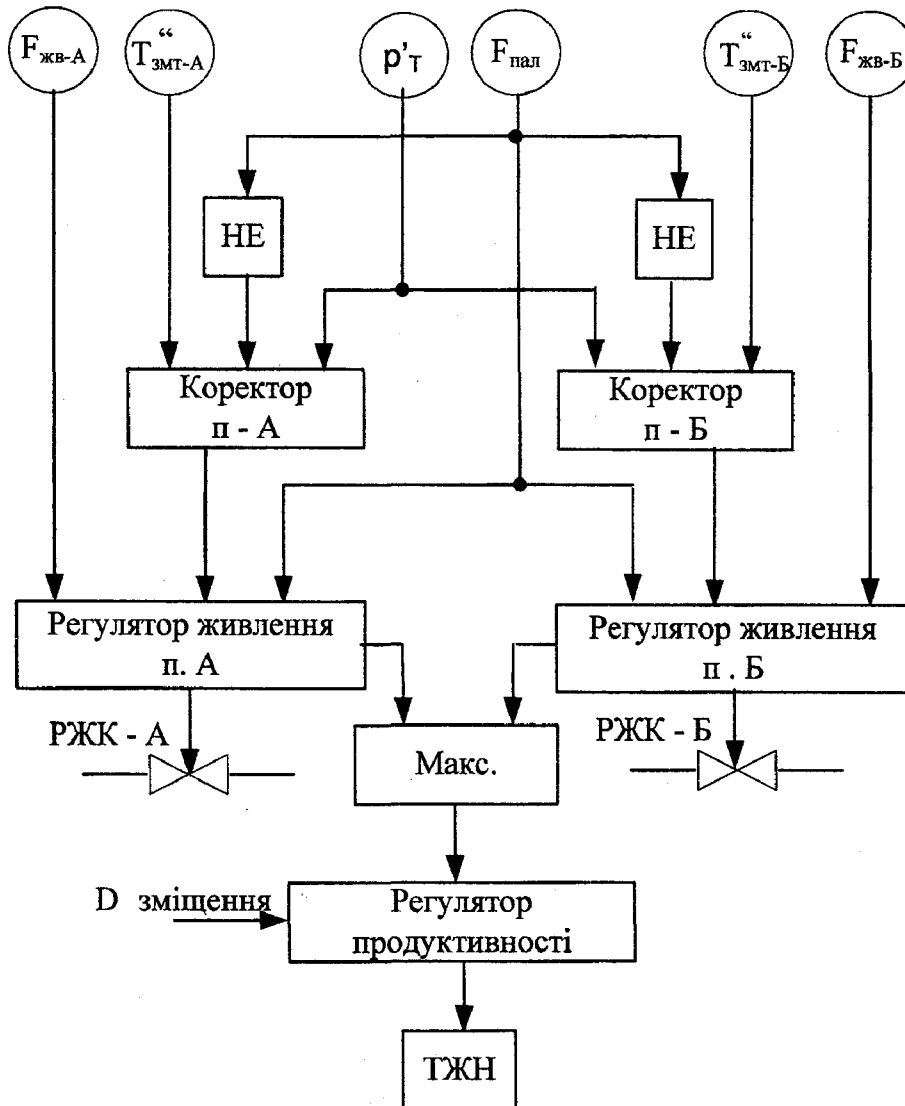 Fжв-А
T“змт-А
p'т
Fпал
T“змт-Б
Fжв-Б
НЕ
НЕ
Коректор
п - А
Коректор
п - Б
Регулятор живлення
п. А
Регулятор живлення
п . Б
РЖК - А
РЖК - Б
Макс.
D зміщення
Регулятор
продуктивності
ТЖН